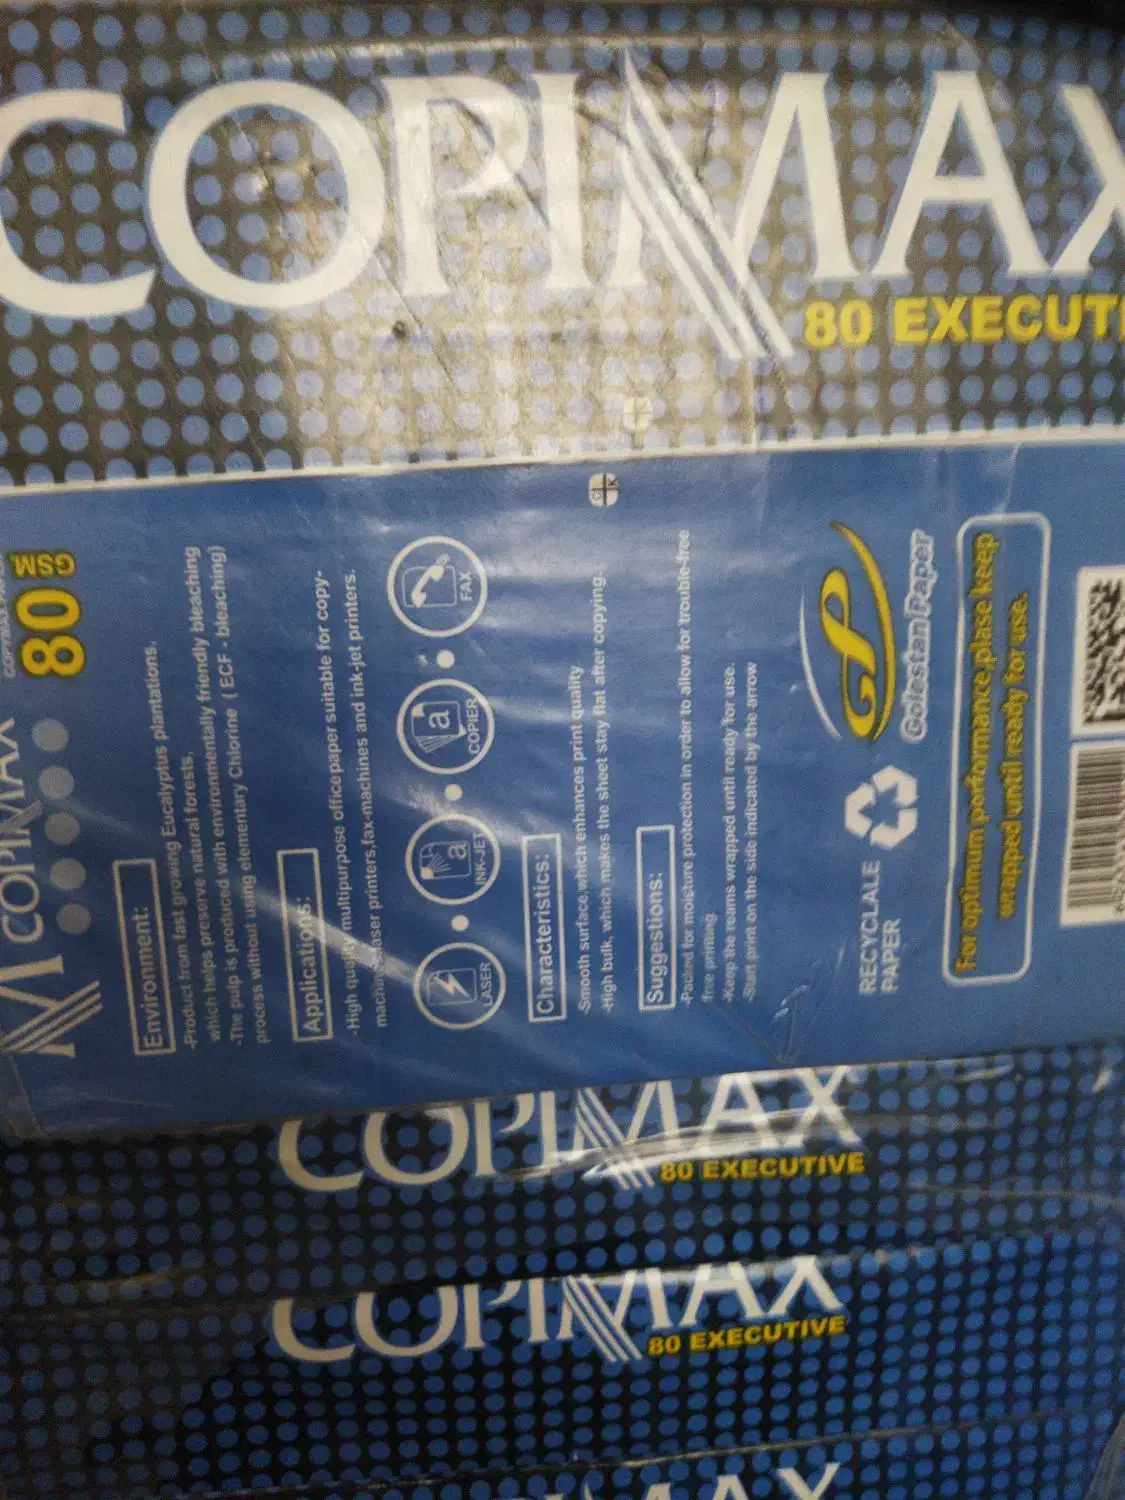 COPIMAX
80 EXECUTI
COPIMAX
80
GSM
Environment:
-Product from fast growing Eucalyptus plantations,
which helps preserve natural forests.
-The pulp is produced with environmentally friendly bleaching
process without using elementary Chlorine ( ECF - bleaching)
Applications:
-High quality multipurpose office paper suitable for copy-
machines,laser printers,fax-machines and ink-jet printers.
LASER
INK-JET
a
COPIER
a
FAX
Characteristics:
-Smooth surface,which enhances print quality
-High bulk, which makes the sheet stay flat after copying.
Suggestions:
-Packed for moisture protection in order to allow for trouble-free
free printing
-Keep the reams wrapped until ready for use.
-Start print on the side indicated by the arrow
C K
RECYCLALE
PAPER
GP
Golestan Paper
For optimum porformance,plase keep
wrapped until ready for use.
COPIMAX
80 EXECUTIVE
COPIMAX
80 EXECUTIVE
MAX